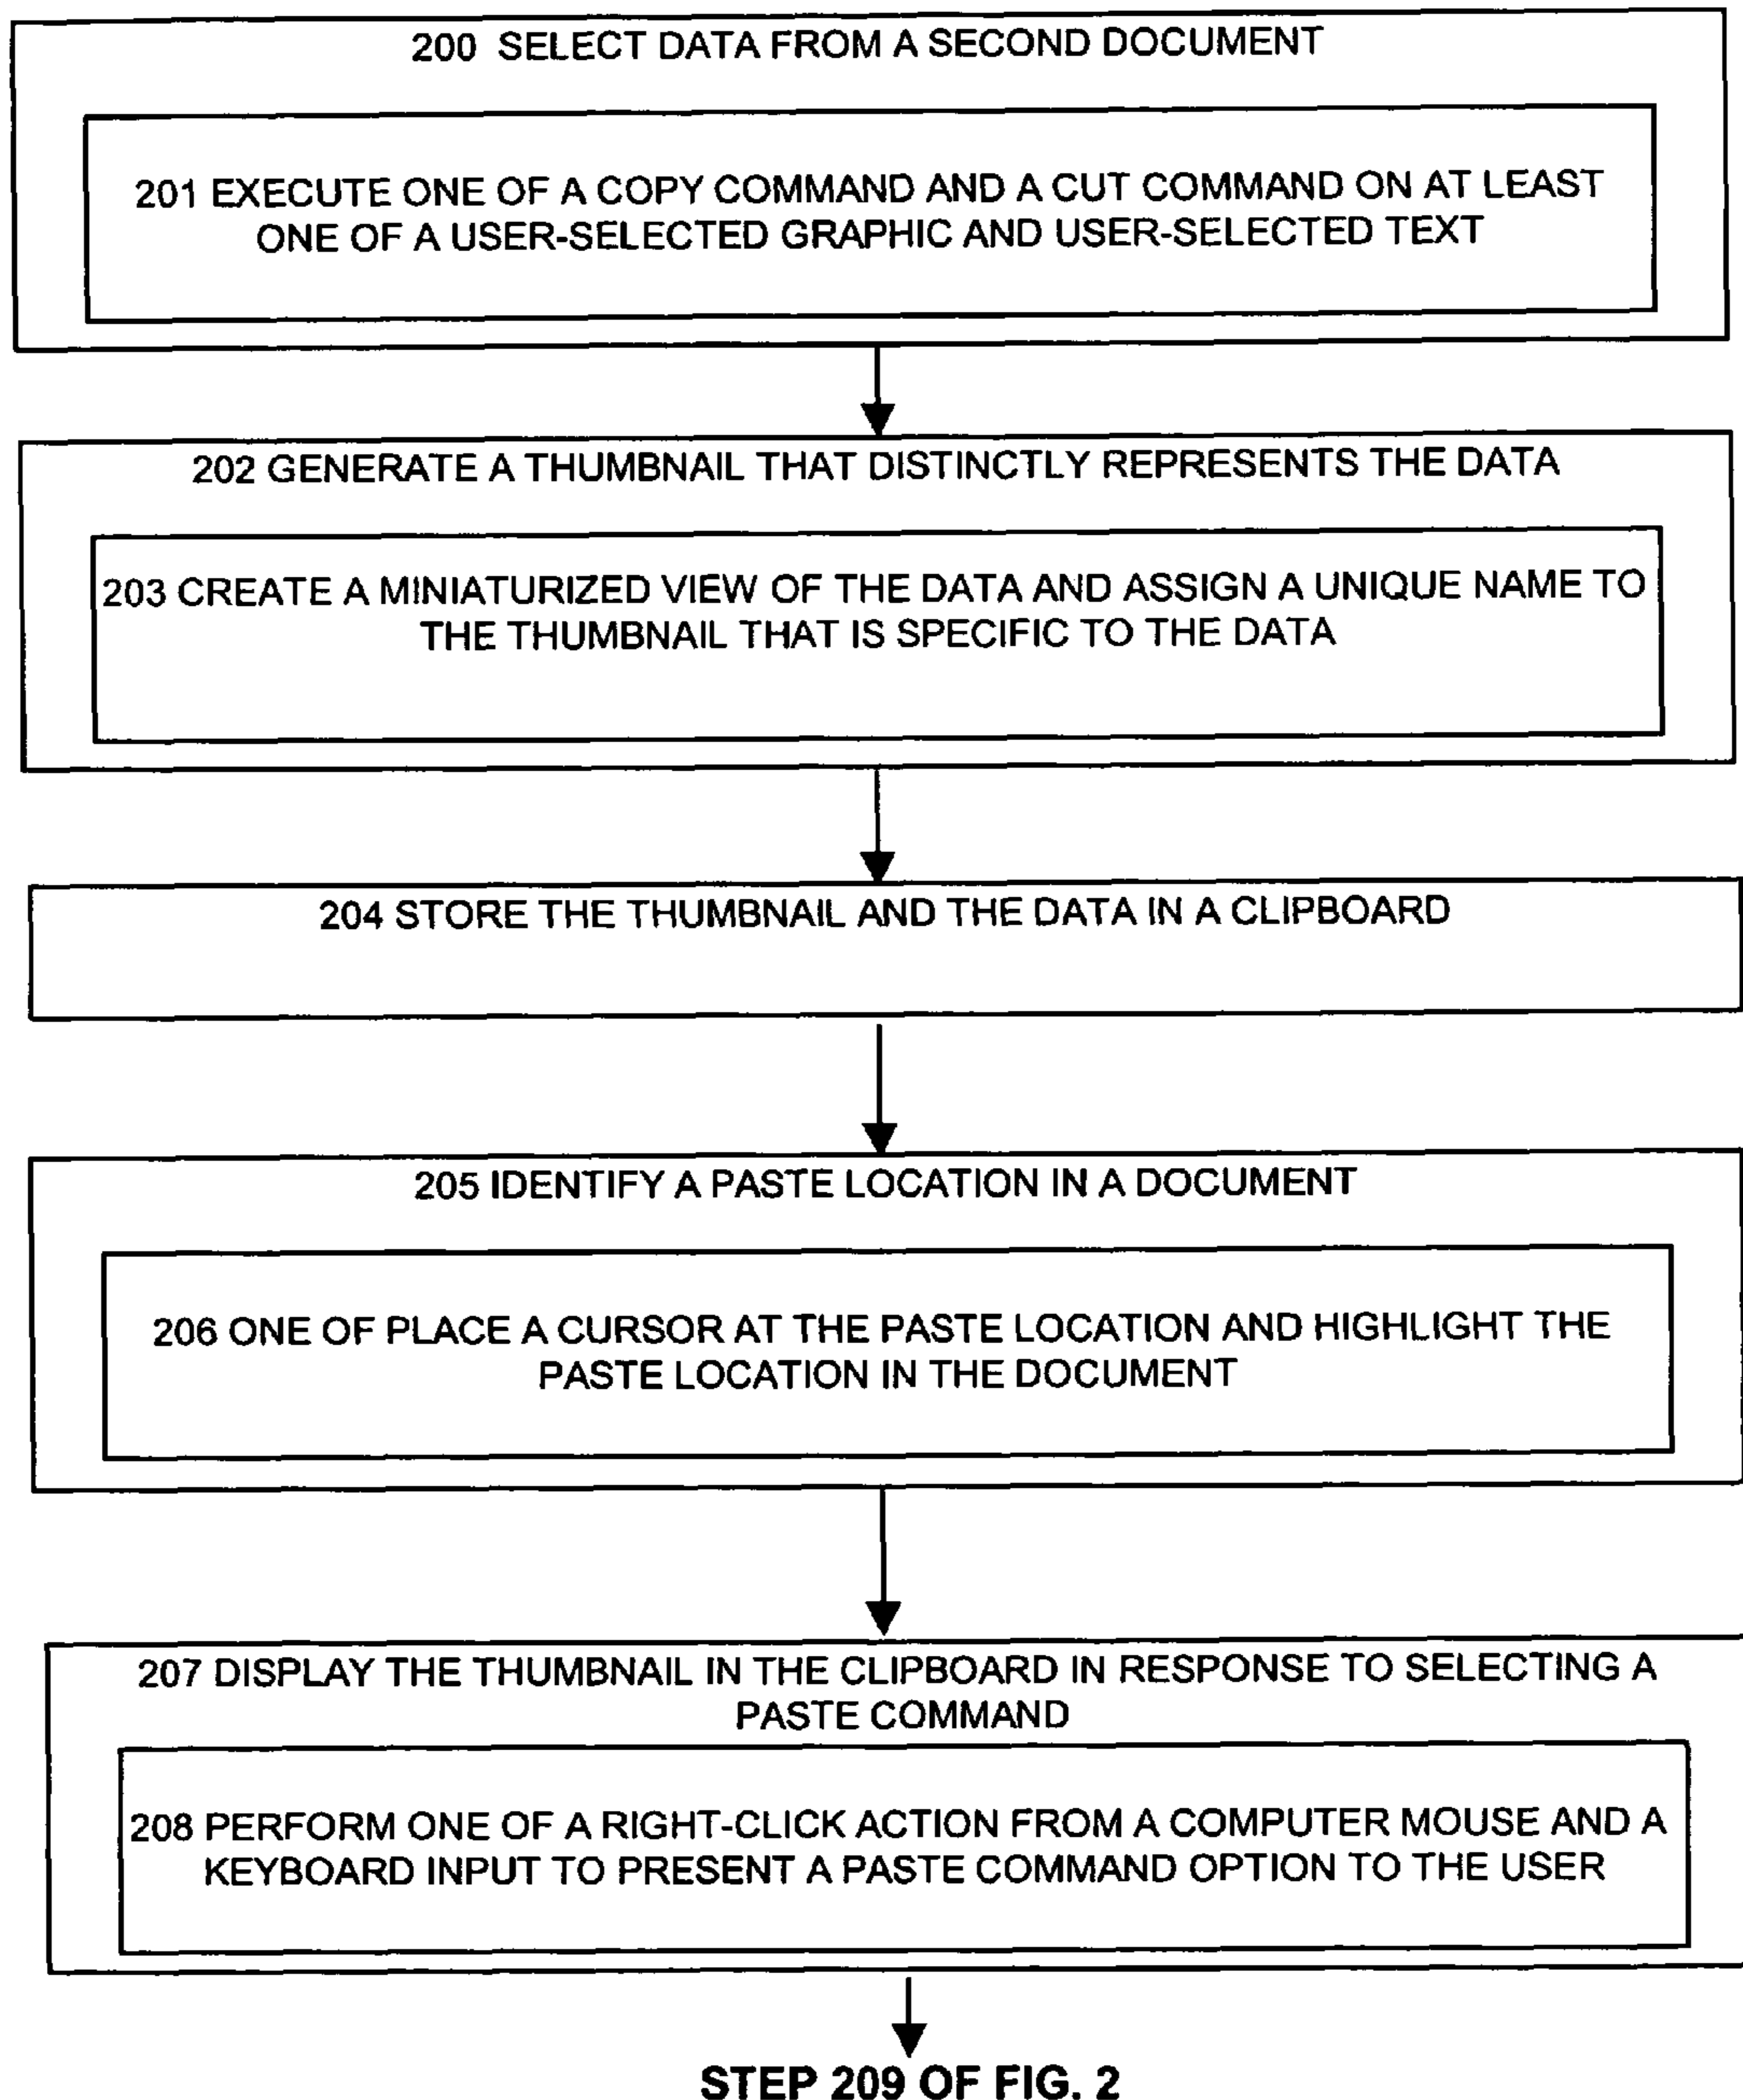 200 SELECT DATA FROM A SECOND DOCUMENT
201 EXECUTE ONE OF A COPY COMMAND AND A CUT COMMAND ON AT LEAST
ONE OF A USER-SELECTED GRAPHIC AND USER-SELECTED TEXT
202 GENERATE A THUMBNAIL THAT DISTINCTLY REPRESENTS THE DATA
203 CREATE A MINIATURIZED VIEW OF THE DATA AND ASSIGN A UNIQUE NAME TO
THE THUMBNAIL THAT IS SPECIFIC TO THE DATA
204 STORE THE THUMBNAIL AND THE DATA IN A CLIPBOARD
205 IDENTIFY A PASTE LOCATION IN A DOCUMENT
206 ONE OF PLACE A CURSOR AT THE PASTE LOCATION AND HIGHLIGHT THE
PASTE LOCATION IN THE DOCUMENT
207 DISPLAY THE THUMBNAIL IN THE CLIPBOARD IN RESPONSE TO SELECTING A
PASTE COMMAND
208 PERFORM ONE OF A RIGHT-CLICK ACTION FROM A COMPUTER MOUSE AND A
KEYBOARD INPUT TO PRESENT A PASTE COMMAND OPTION TO THE USER
STEP 209 OF FIG. 2